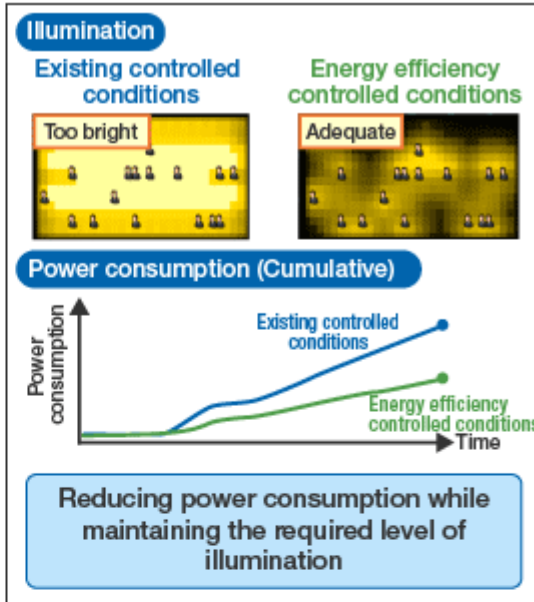 Illumination
Existing controlled
conditions
Energy efficiency
controlled conditions
Too bright
Adequate
Power consumption (Cumulative)
Power
consumption
Existing controlled
conditions
Energy efficiency
controlled conditions
Time
Reducing power consumption while
maintaining the required level of
illumination